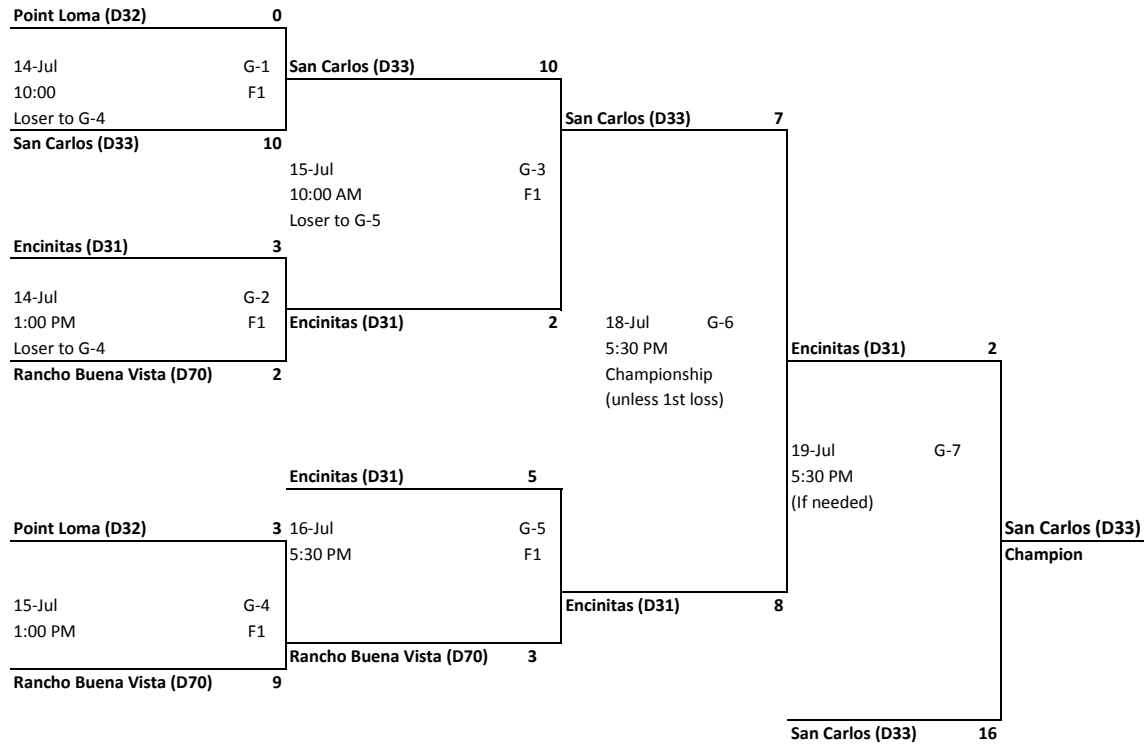 Point Loma (D32) 0
14-Jul G-1
10:00 F1
Loser to G-4
San Carlos (D33) 10
San Carlos (D33) 10
15-Jul G-3
10:00 AM F1
Loser to G-5
Encinitas (D31) 3
14-Jul G-2
1:00 PM F1
Loser to G-4
Rancho Buena Vista (D70) 2
Encinitas (D31) 2
San Carlos (D33) 7
18-Jul G-6
5:30 PM
Championship
(unless 1st loss)
Encinitas (D31) 2
19-Jul G-7
5:30 PM
(If needed)
Encinitas (D31) 5
16-Jul G-5
5:30 PM F1
Point Loma (D32) 3
15-Jul G-4
1:00 PM F1
Rancho Buena Vista (D70) 9
Rancho Buena Vista (D70) 3
Encinitas (D31) 8
San Carlos (D33)
Champion
San Carlos (D33) 16